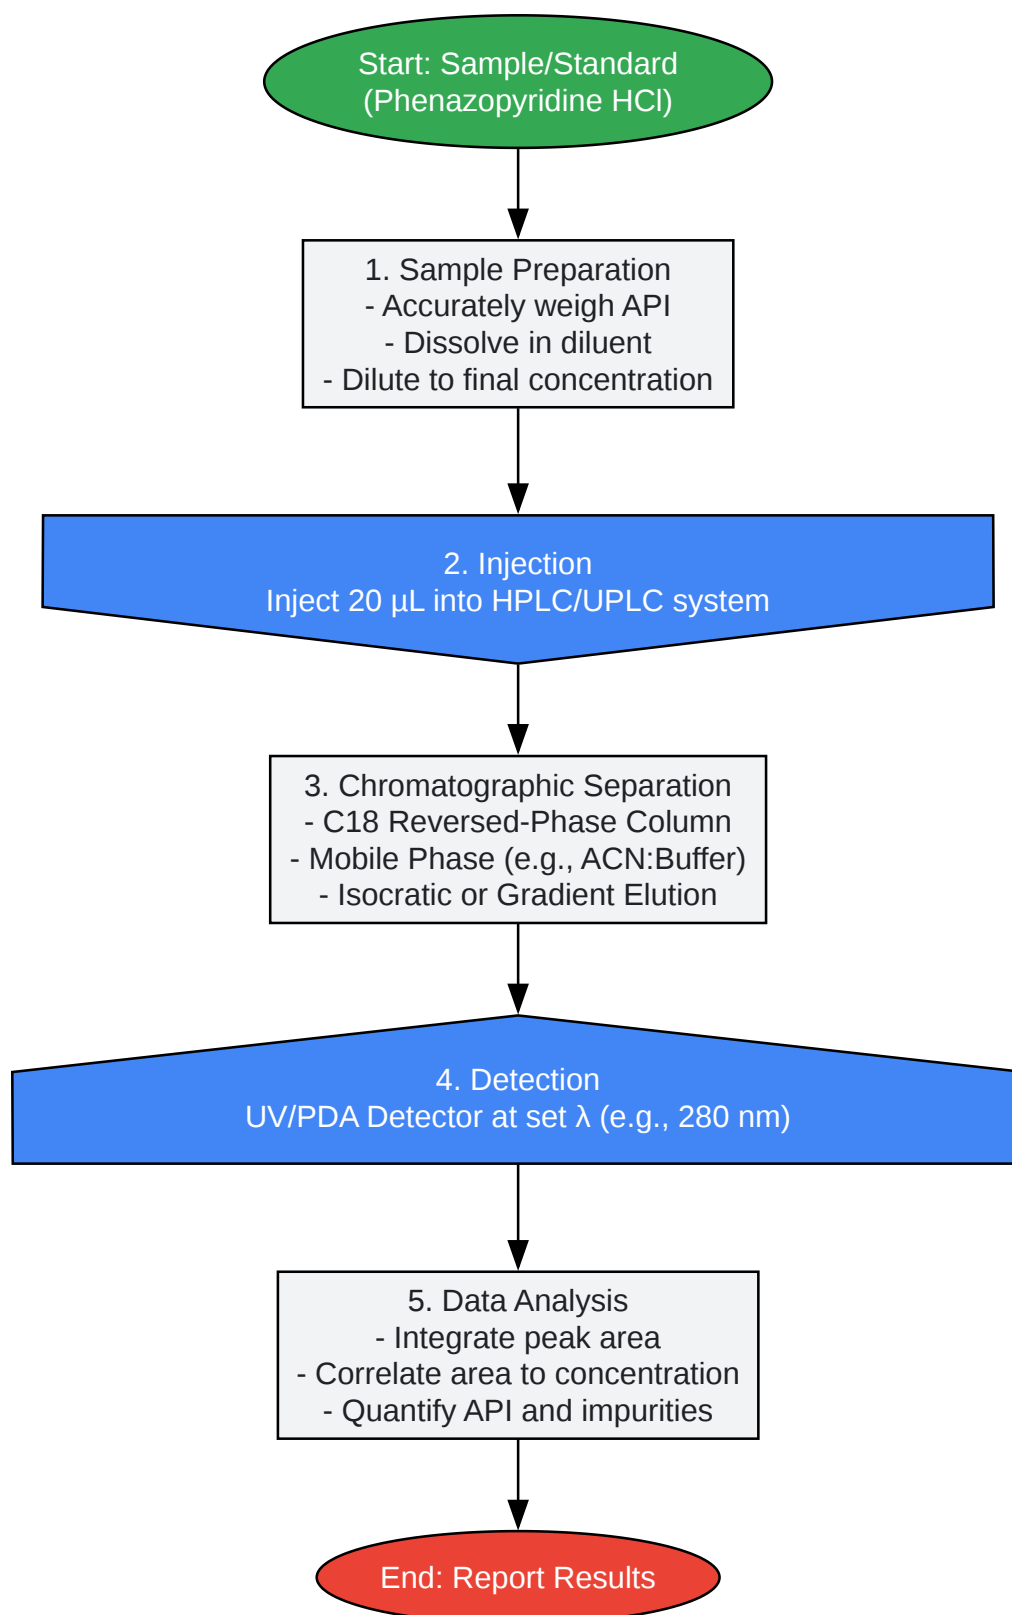 Start: Sample/Standard
(Phenazopyridine HCl)
1. Sample Preparation
- Accurately weigh API
- Dissolve in diluent
- Dilute to final concentration
2. Injection
Inject 20 µL into HPLC/UPLC system
3. Chromatographic Separation
- C18 Reversed-Phase Column
- Mobile Phase (e.g., ACN:Buffer)
- Isocratic or Gradient Elution
4. Detection
UV/PDA Detector at set λ (e.g., 280 nm)
5. Data Analysis
- Integrate peak area
- Correlate area to concentration
- Quantify API and impurities
End: Report Results